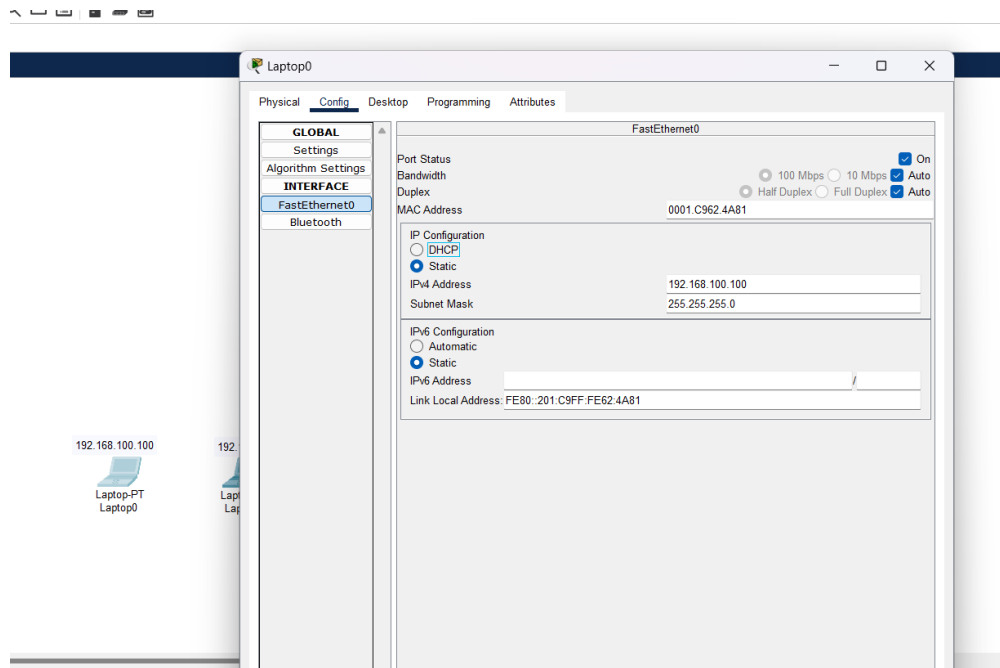 Laptop0
Physical Config Desktop Programming Attributes
GLOBAL
Settings
Algorithm Settings
INTERFACE
FastEthernet0
Bluetooth
FastEthernet0
Port Status On
Bandwidth 100 Mbps 10 Mbps Auto
Duplex Half Duplex Full Duplex Auto
MAC Address 0001.C962.4A81
IP Configuration
DHCP
Static
IPv4 Address 192.168.100.100
Subnet Mask 255.255.255.0
IPv6 Configuration
Automatic
Static
IPv6 Address /
Link Local Address: FE80::201:C9FF:FE62:4A81
192.168.100.100
Laptop-PT
Laptop0
192.